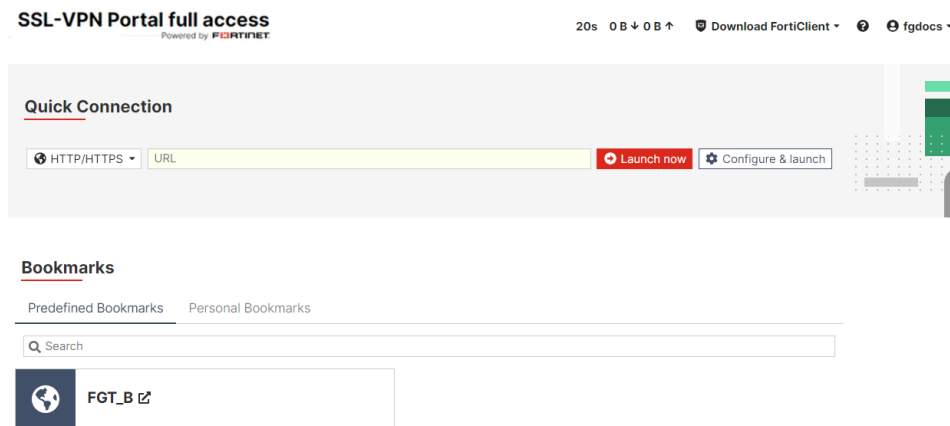 SSL-VPN Portal full access
Powered by FORTINET
20s 0 B ↓ 0 B ↑ Download FortiClient fgdocs
Quick Connection
HTTP/HTTPS URL Launch now Configure & launch
Bookmarks
Predefined Bookmarks Personal Bookmarks
Search
FGT_B